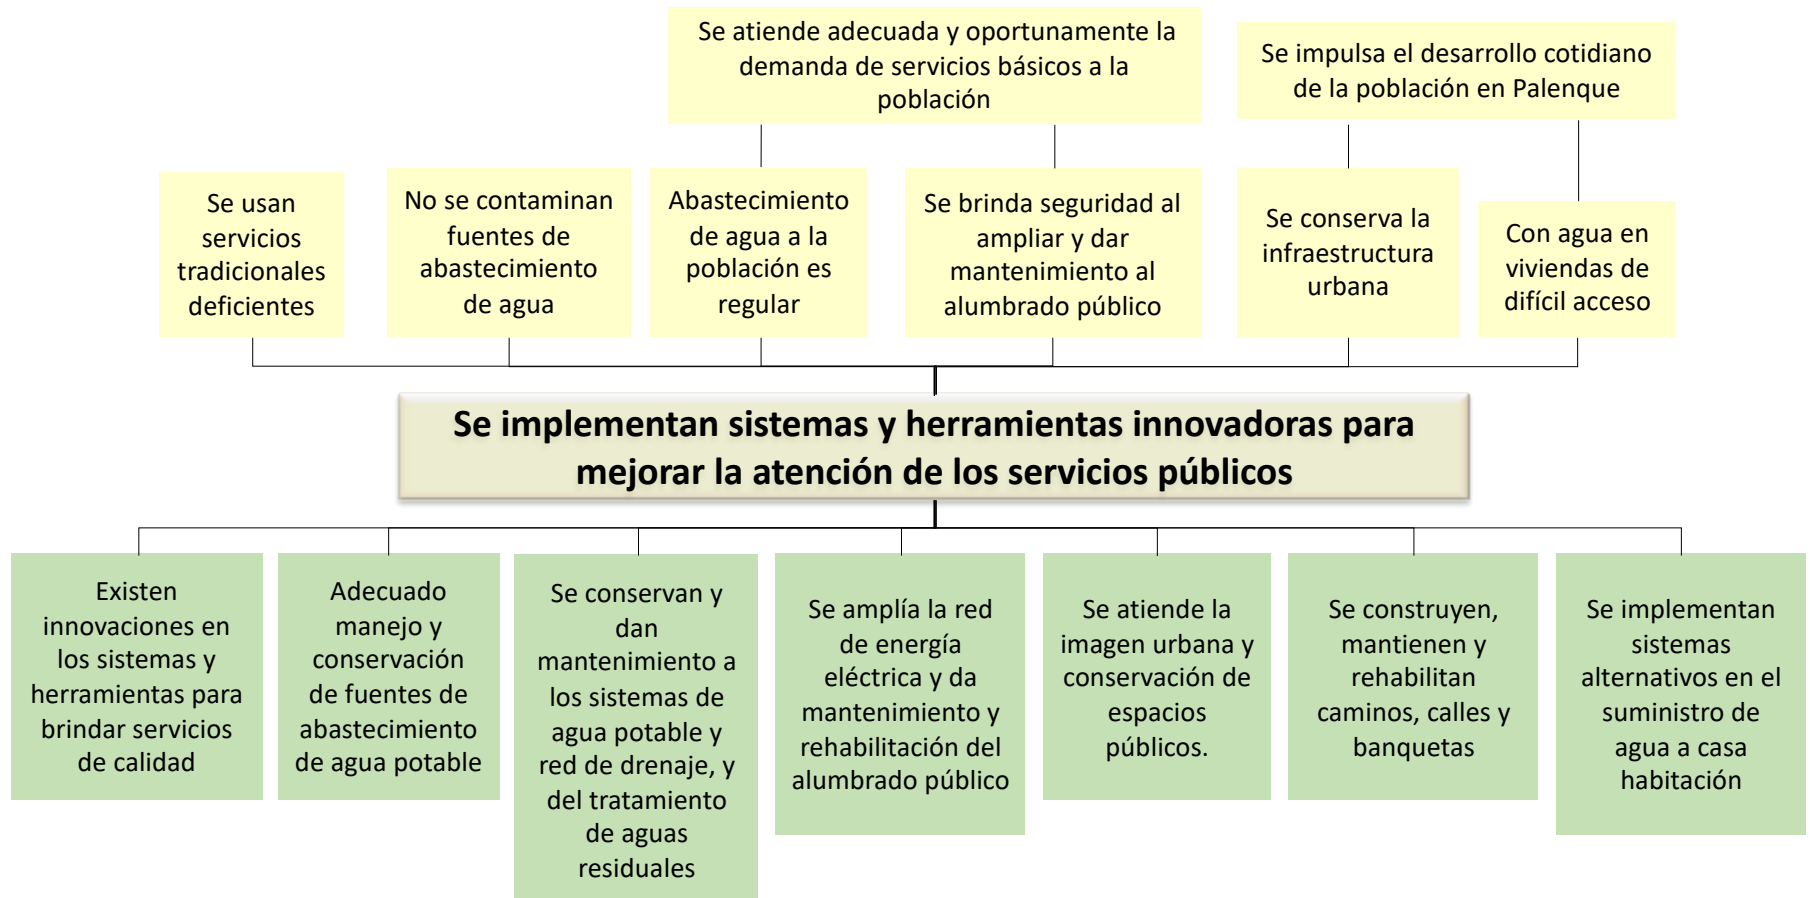 Se atiende adecuada y oportunamente la
demanda de servicios básicos a la
población
Se impulsa el desarrollo cotidiano
de la población en Palenque
Se usan
servicios
tradicionales
deficientes
No se contaminan
fuentes de
abastecimiento
de agua
Abastecimiento
de agua a la
población es
regular
Se brinda seguridad al
ampliar y dar
mantenimiento al
alumbrado público
Se conserva la
infraestructura
urbana
Con agua en
viviendas de
difícil acceso
Se implementan sistemas y herramientas innovadoras para
mejorar la atención de los servicios públicos
Existen
innovaciones en
los sistemas y
herramientas para
brindar servicios
de calidad
Adecuado
manejo y
conservación
de fuentes de
abastecimiento
de agua potable
Se conservan y
dan
mantenimiento a
los sistemas de
agua potable y
red de drenaje, y
del tratamiento
de aguas
residuales
Se amplía la red
de energía
eléctrica y da
mantenimiento y
rehabilitación del
alumbrado público
Se atiende la
imagen urbana y
conservación de
espacios
públicos.
Se construyen,
mantienen y
rehabilitan
caminos, calles y
banquetas
Se implementan
sistemas
alternativos en el
suministro de
agua a casa
habitación